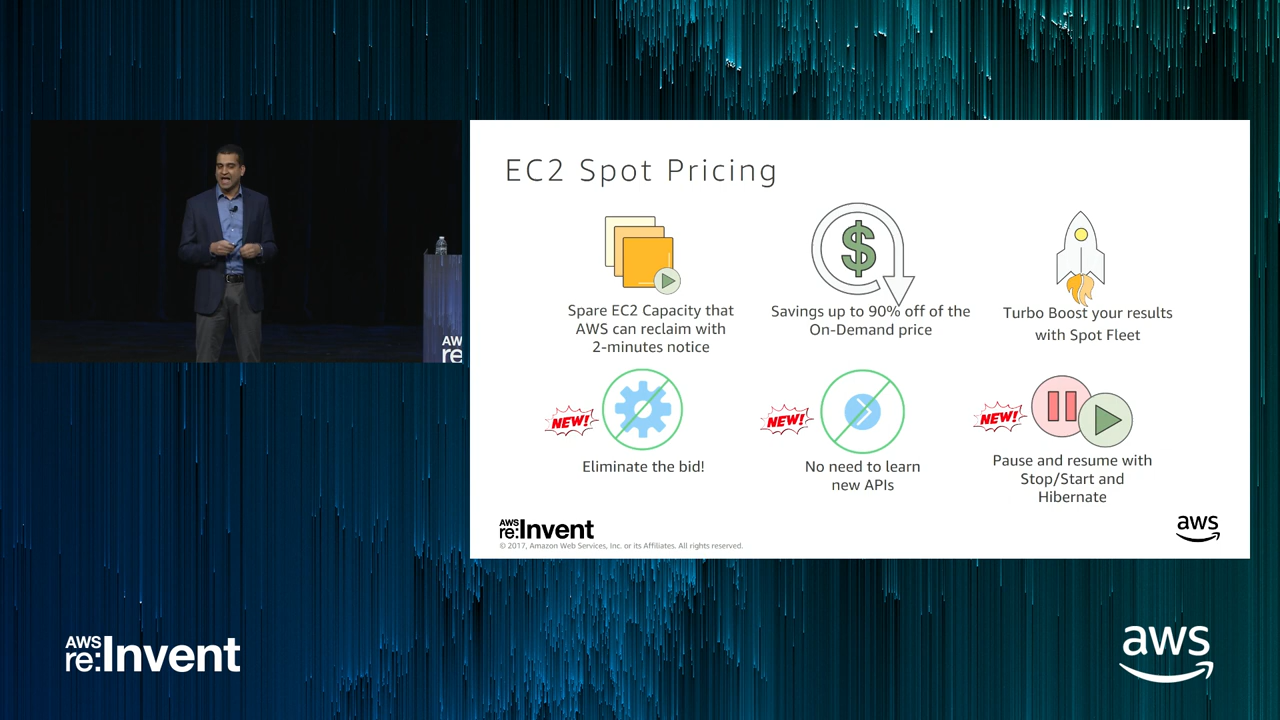 EC2 Spot Pricing
$
Spare EC2 Capacity that
AWS can reclaim with
2-minutes notice
Savings up to 90% off of the
On-Demand price
Turbo Boost your results
with Spot Fleet
NEW!
Eliminate the bid!
NEW!
No need to learn
new APIs
NEW!
Pause and resume with
Stop/Start and
Hibernate
AWS
re:Invent
© 2017, Amazon Web Services, Inc. or its Affiliates. All rights reserved.
aws
AWS
re
AWS
re:Invent
aws